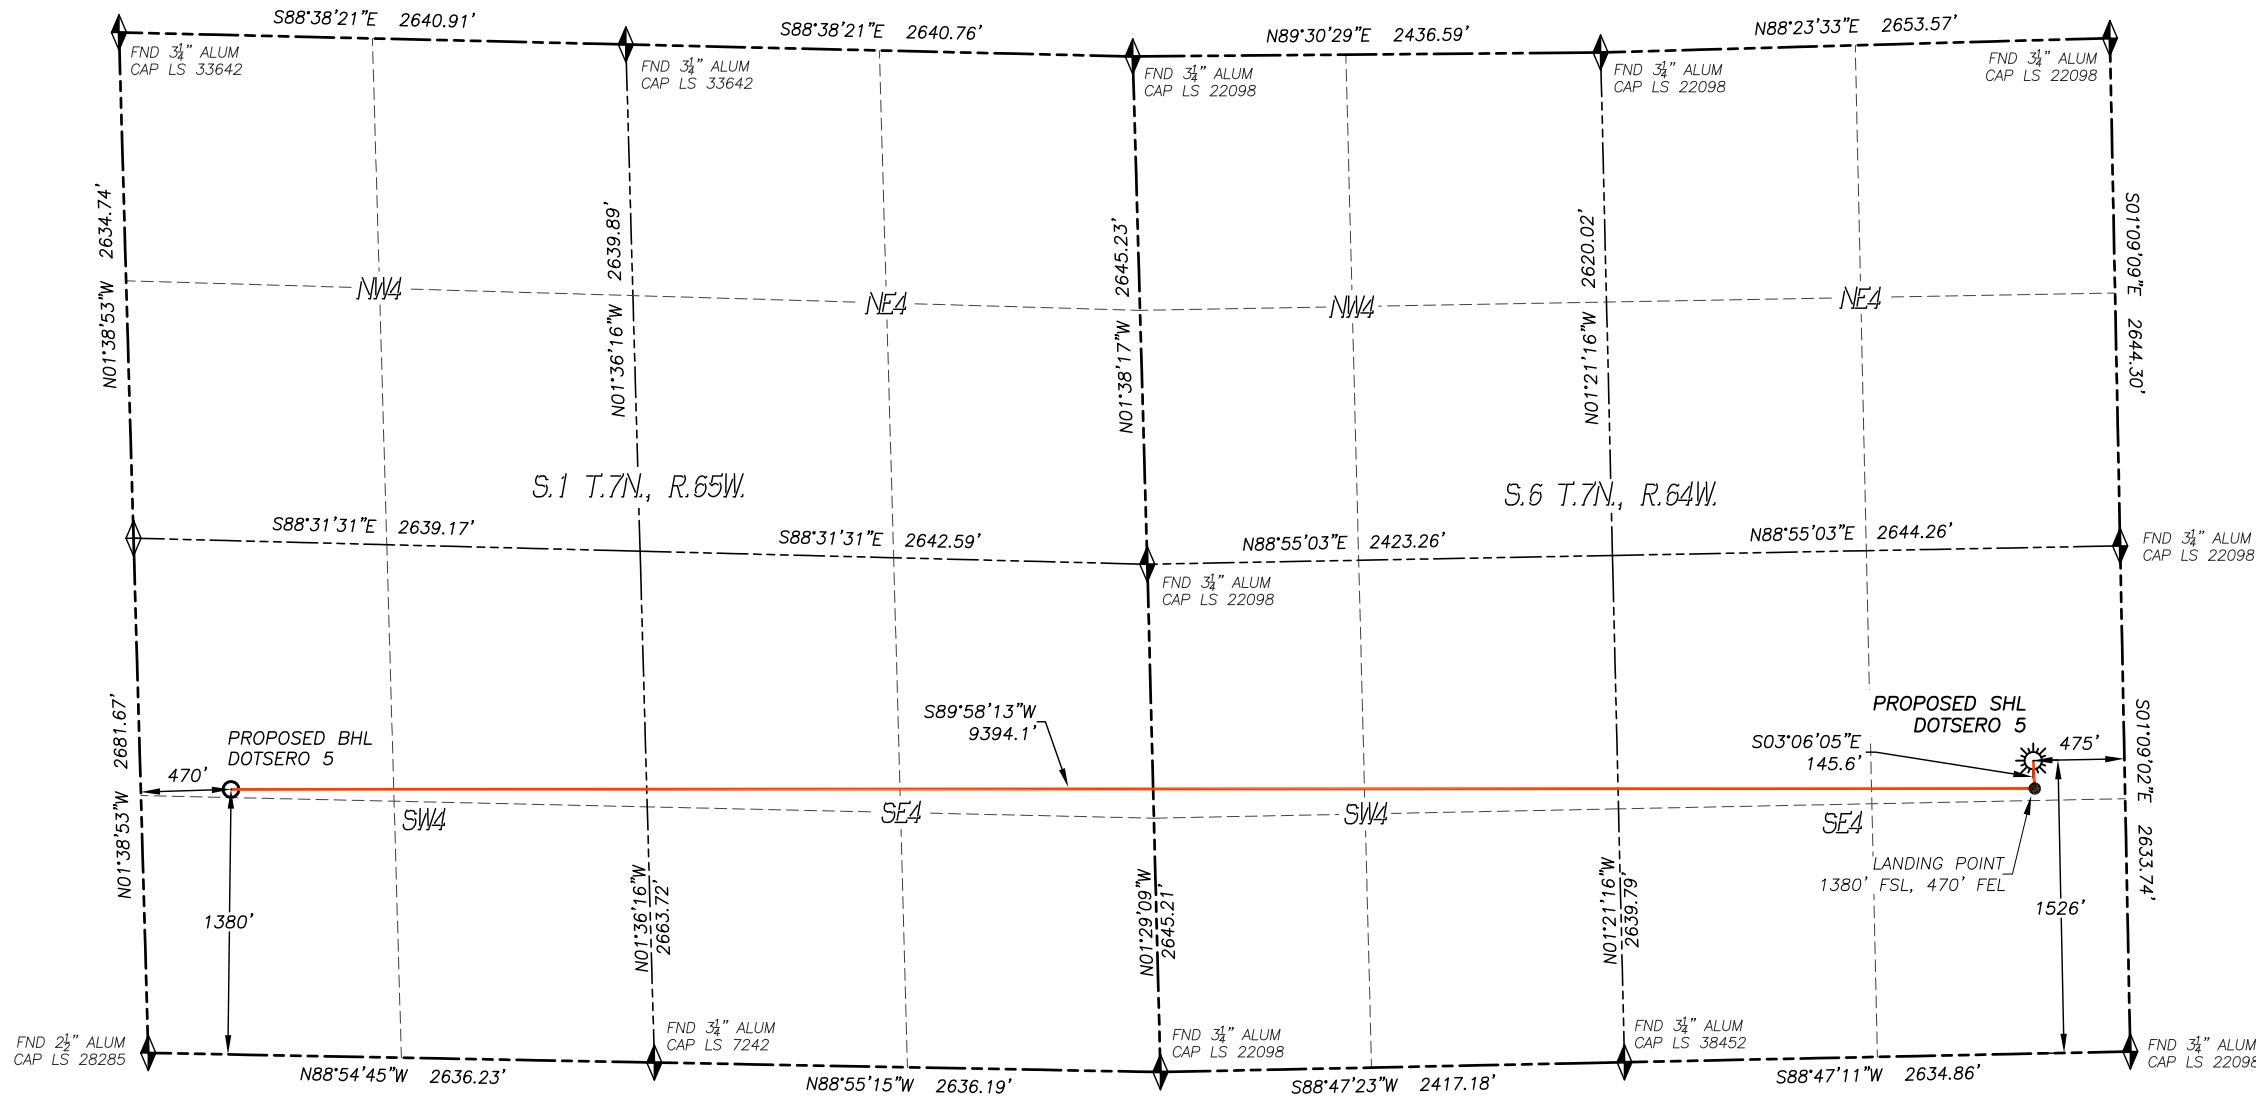 S88°38'21"E 2640.91'
S88°38'21"E 2640.76'
N89°30'29"E 2436.59'
N88°23'33"E 2653.57'
FND 3¼" ALUM
CAP LS 33642
FND 3¼" ALUM
CAP LS 33642
FND 3¼" ALUM
CAP LS 22098
FND 3¼" ALUM
CAP LS 22098
FND 3¼" ALUM
CAP LS 22098
N01°38'53"W 2634.74'
N01°36'16"W 2639.89'
N01°38'17"W 2645.23'
N01°21'16"W 2620.02'
S01°09'09"E 2644.30'
NW4
NE4
NW4
NE4
S.1 T.7N., R.65W.
S.6 T.7N., R.64W.
S88°31'31"E 2639.17'
S88°31'31"E 2642.59'
N88°55'03"E 2423.26'
N88°55'03"E 2644.26'
FND 3¼" ALUM
CAP LS 22098
FND 3¼" ALUM
CAP LS 22098
N01°38'53"W 2681.67'
PROPOSED BHL
DOTSERO 5
470'
S89°58'13"W
9394.1'
PROPOSED SHL
DOTSERO 5
S03°06'05"E
145.6'
475'
S01°09'02"E 2633.74'
SW4
SE4
SW4
SE4
LANDING POINT
1380' FSL, 470' FEL
1380'
1526'
N01°36'16"W
2663.72'
N01°29'09"W
2645.21'
N01°21'16"W
2639.79'
FND 2½" ALUM
CAP LS 28285
FND 3¼" ALUM
CAP LS 7242
FND 3¼" ALUM
CAP LS 22098
FND 3¼" ALUM
CAP LS 38452
FND 3¼" ALUM
CAP LS 22098
N88°54'45"W 2636.23'
N88°55'15"W 2636.19'
S88°47'23"W 2417.18'
S88°47'11"W 2634.86'